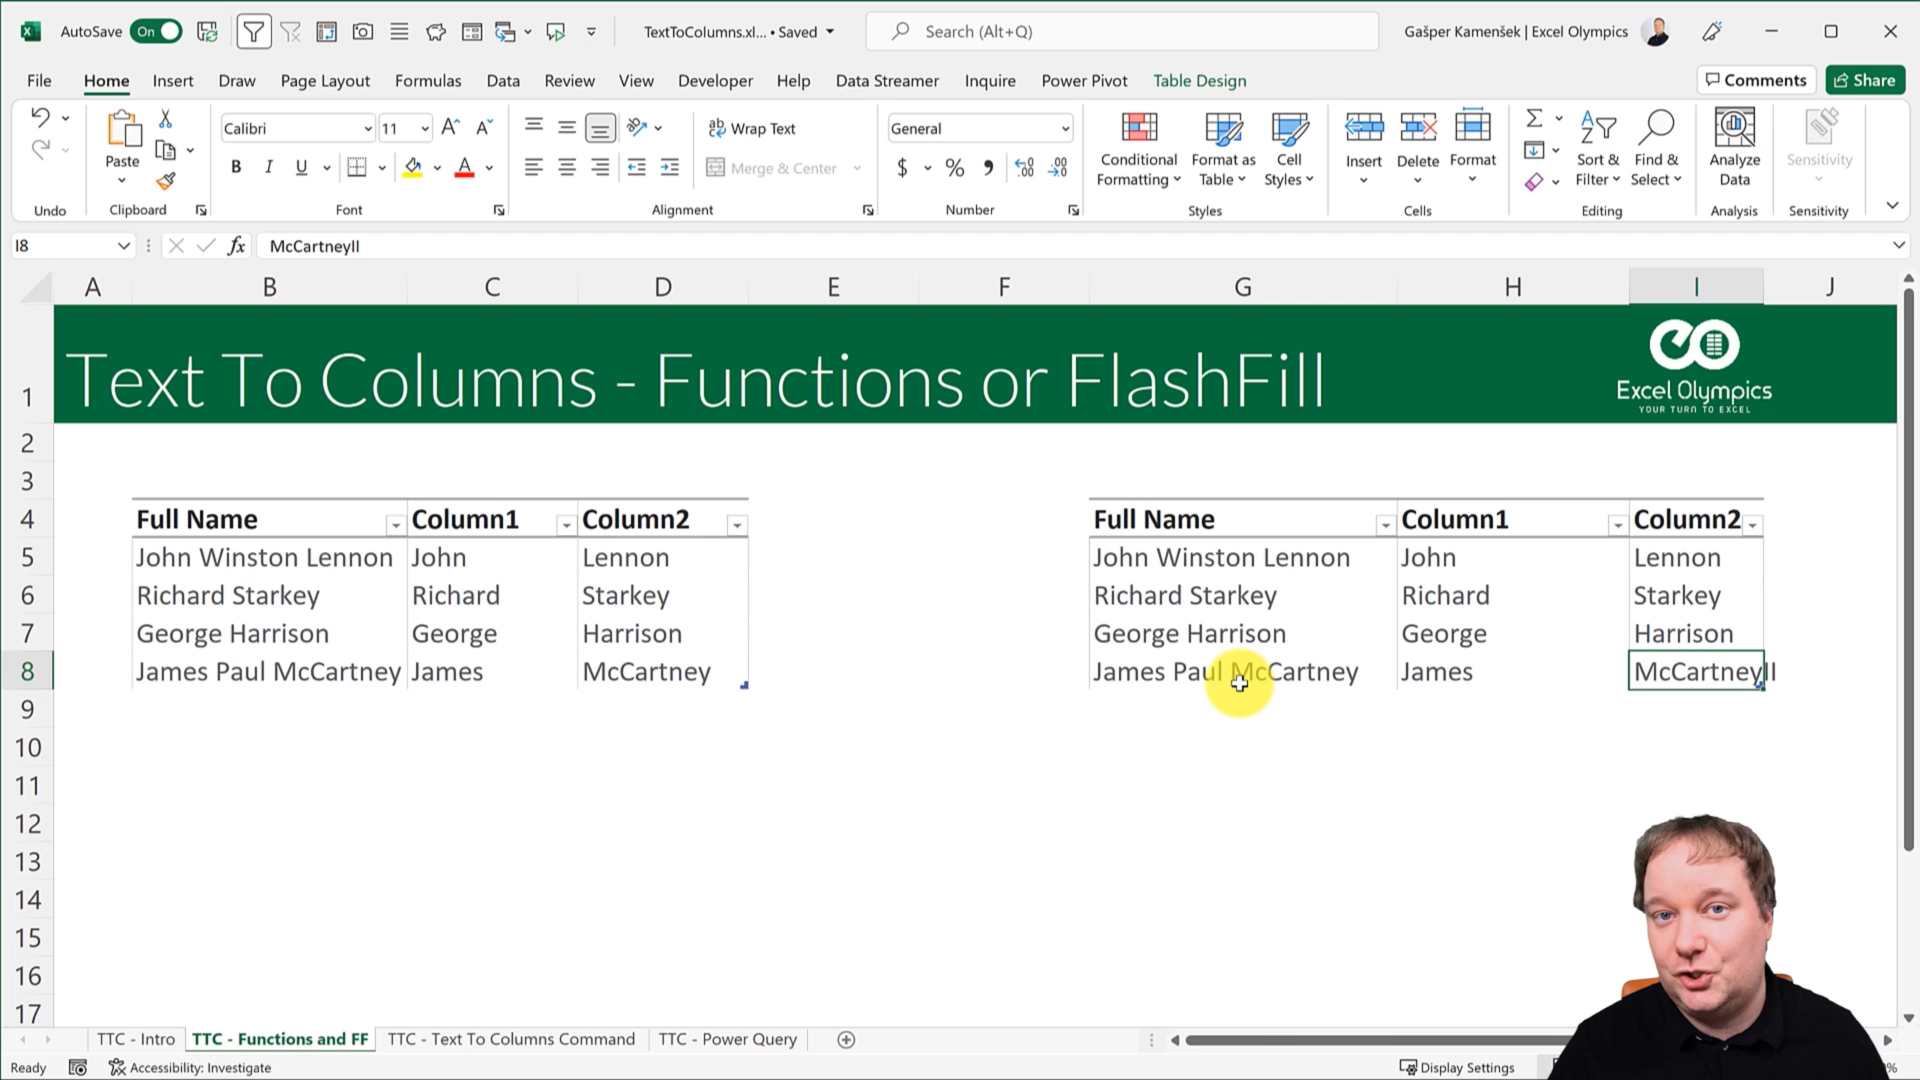 AutoSave On TextToColumns.xl... • Saved Search (Alt+Q) Gašper Kamenšek | Excel Olympics
File Home Insert Draw Page Layout Formulas Data Review View Developer Help Data Streamer Inquire Power Pivot Table Design Comments Share
Calibri 11 Wrap Text General
Paste B I U Merge & Center $ % Conditional Formatting Format as Table Cell Styles Insert Delete Format Sort & Filter Find & Select Analyze Data Sensitivity
Undo Clipboard Font Alignment Number Styles Cells Editing Analysis Sensitivity
I8 fx McCartneyII
A B C D E F G H I J
1 Text To Columns - Functions or FlashFill
Excel Olympics
YOUR TURN TO EXCEL
2
3
4 Full Name Column1 Column2 Full Name Column1 Column2
5 John Winston Lennon John Lennon John Winston Lennon John Lennon
6 Richard Starkey Richard Starkey Richard Starkey Richard Starkey
7 George Harrison George Harrison George Harrison George Harrison
8 James Paul McCartney James McCartney James Paul McCartney James McCartneyII
9
10
11
12
13
14
15
16
17
TTC - Intro TTC - Functions and FF TTC - Text To Columns Command TTC - Power Query
Ready Accessibility: Investigate Display Settings %